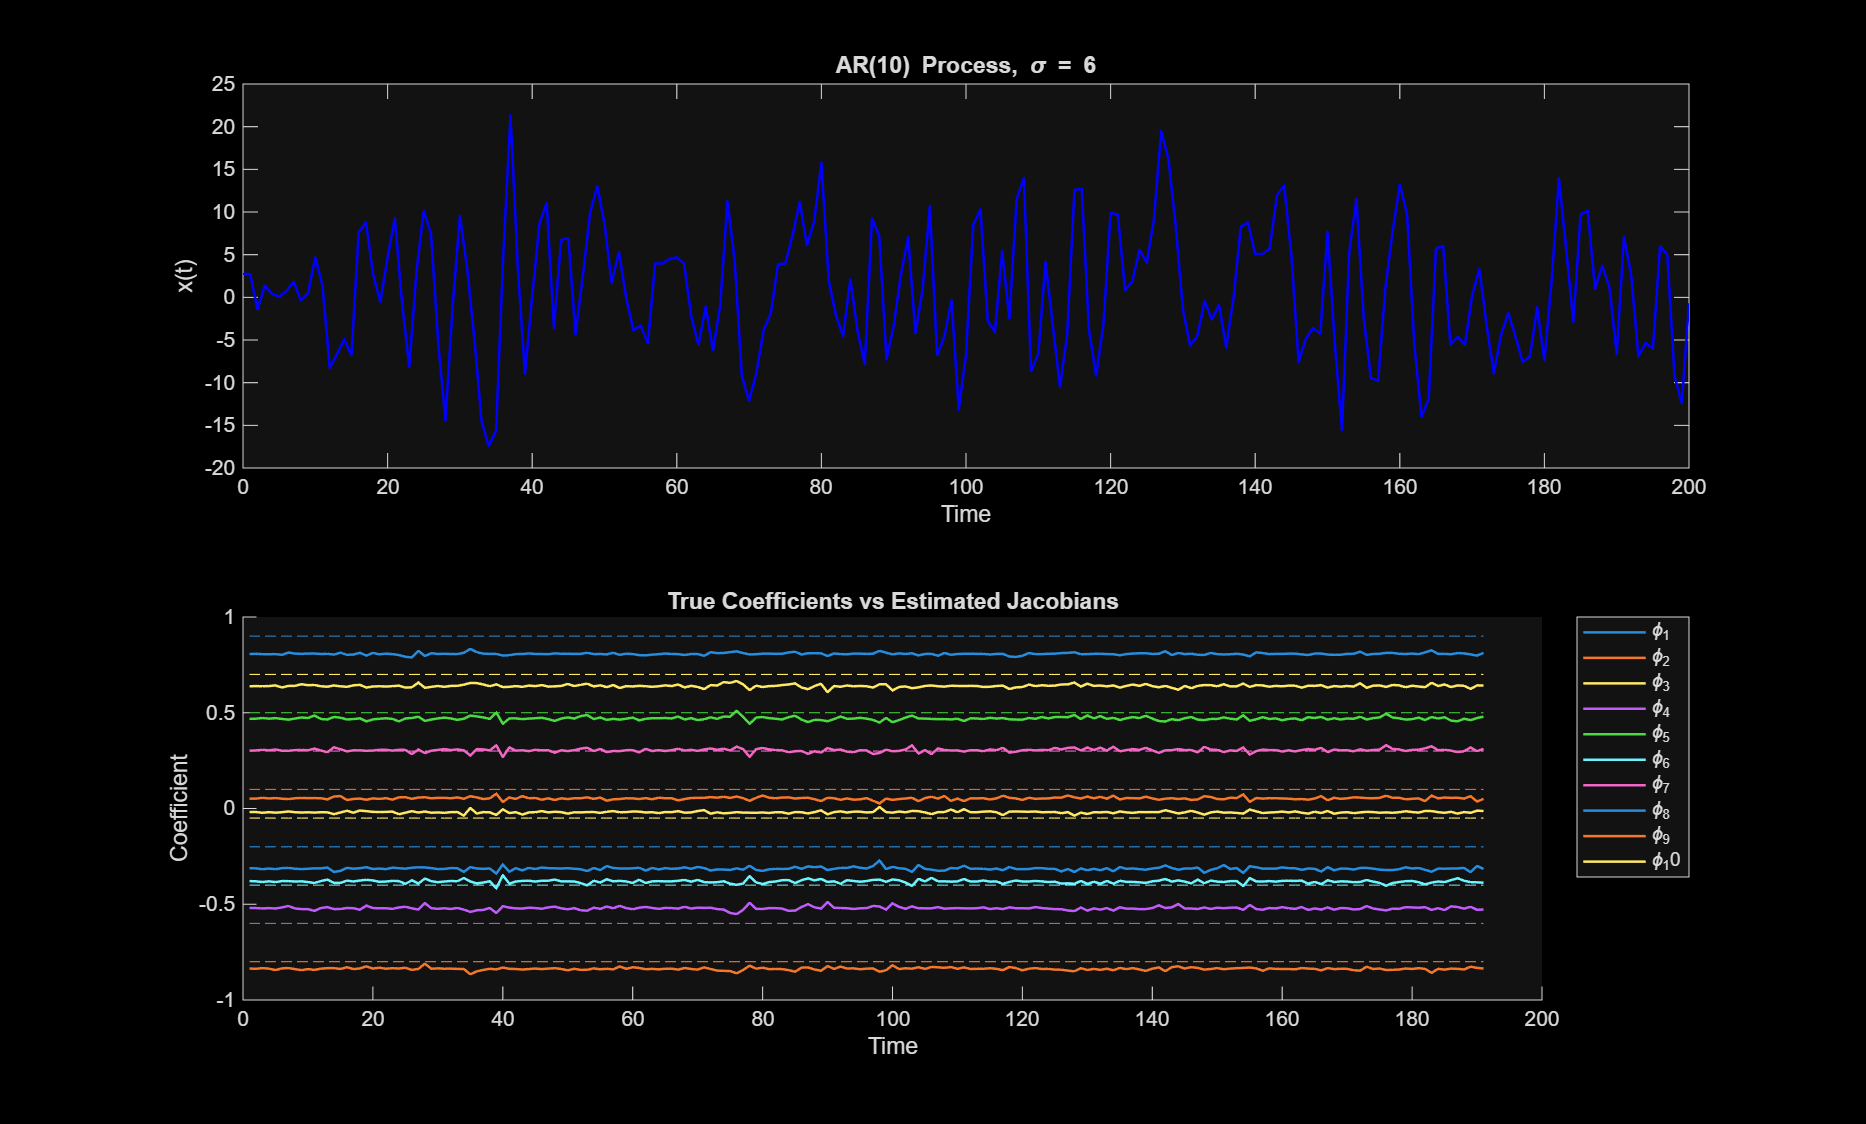 AR(10) Process, σ = 6
25
20
15
10
5
0
-5
-10
-15
-20
x(t)
0 20 40 60 80 100 120 140 160 180 200
Time
True Coefficients vs Estimated Jacobians
1
0.5
0
-0.5
-1
Coefficient
0 20 40 60 80 100 120 140 160 180 200
Time
ϕ₁
ϕ₂
ϕ₃
ϕ₄
ϕ₅
ϕ₆
ϕ₇
ϕ₈
ϕ₉
ϕ₁0